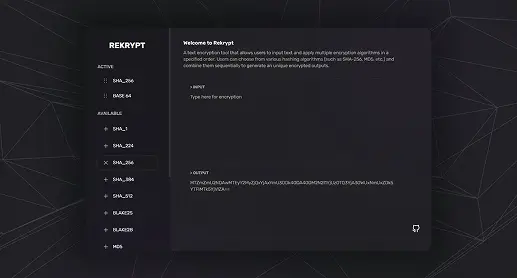 REKRYPT
ACTIVE
SHA_256
BASE 64
AVAILABLE
SHA_1
SHA_224
SHA_256
SHA_384
SHA_512
BLAKE2S
BLAKE2B
MD5
Welcome to Rekrypt
A text encryption tool that allows users to input text and apply multiple encryption algorithms in a
specified order. Users can choose from various hashing algorithms (such as SHA-256, MD5, etc.) and
combine them sequentially to generate an unique encrypted outputs.
> INPUT
Type here for encryption
> OUTPUT